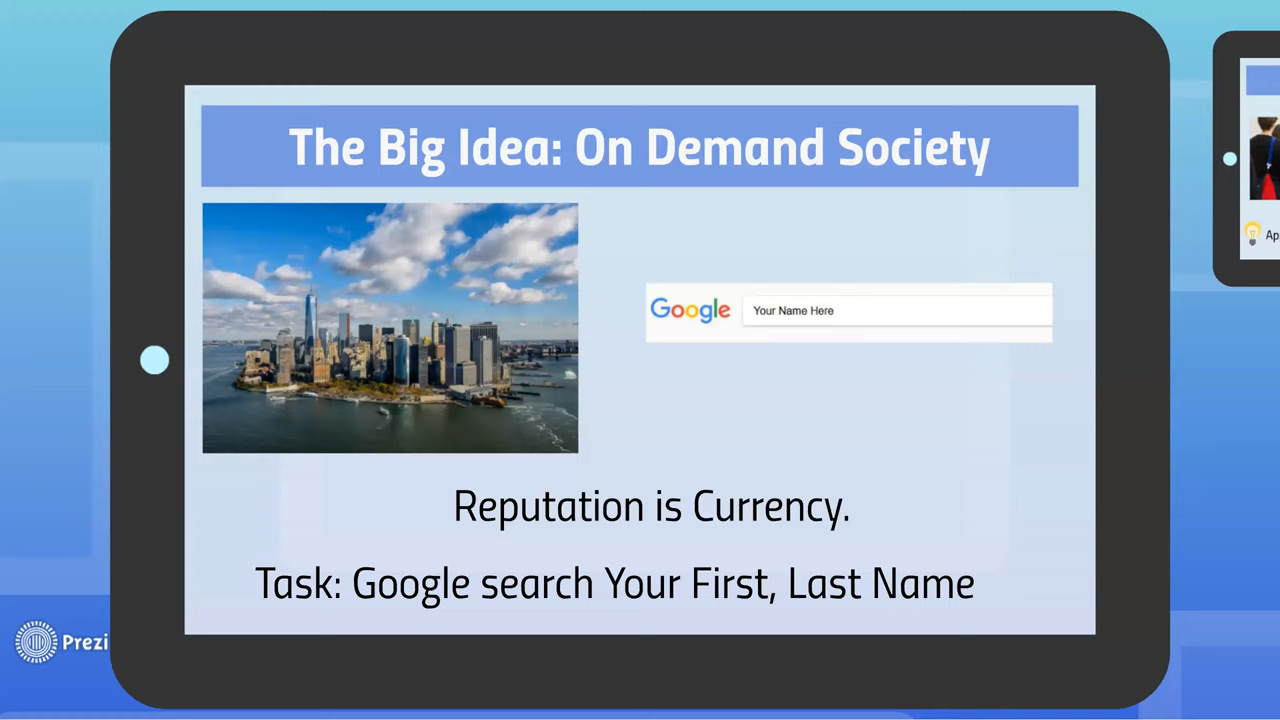 The Big Idea: On Demand Society
Google Your Name Here
Reputation is Currency.
Task: Google search Your First, Last Name
Prezi